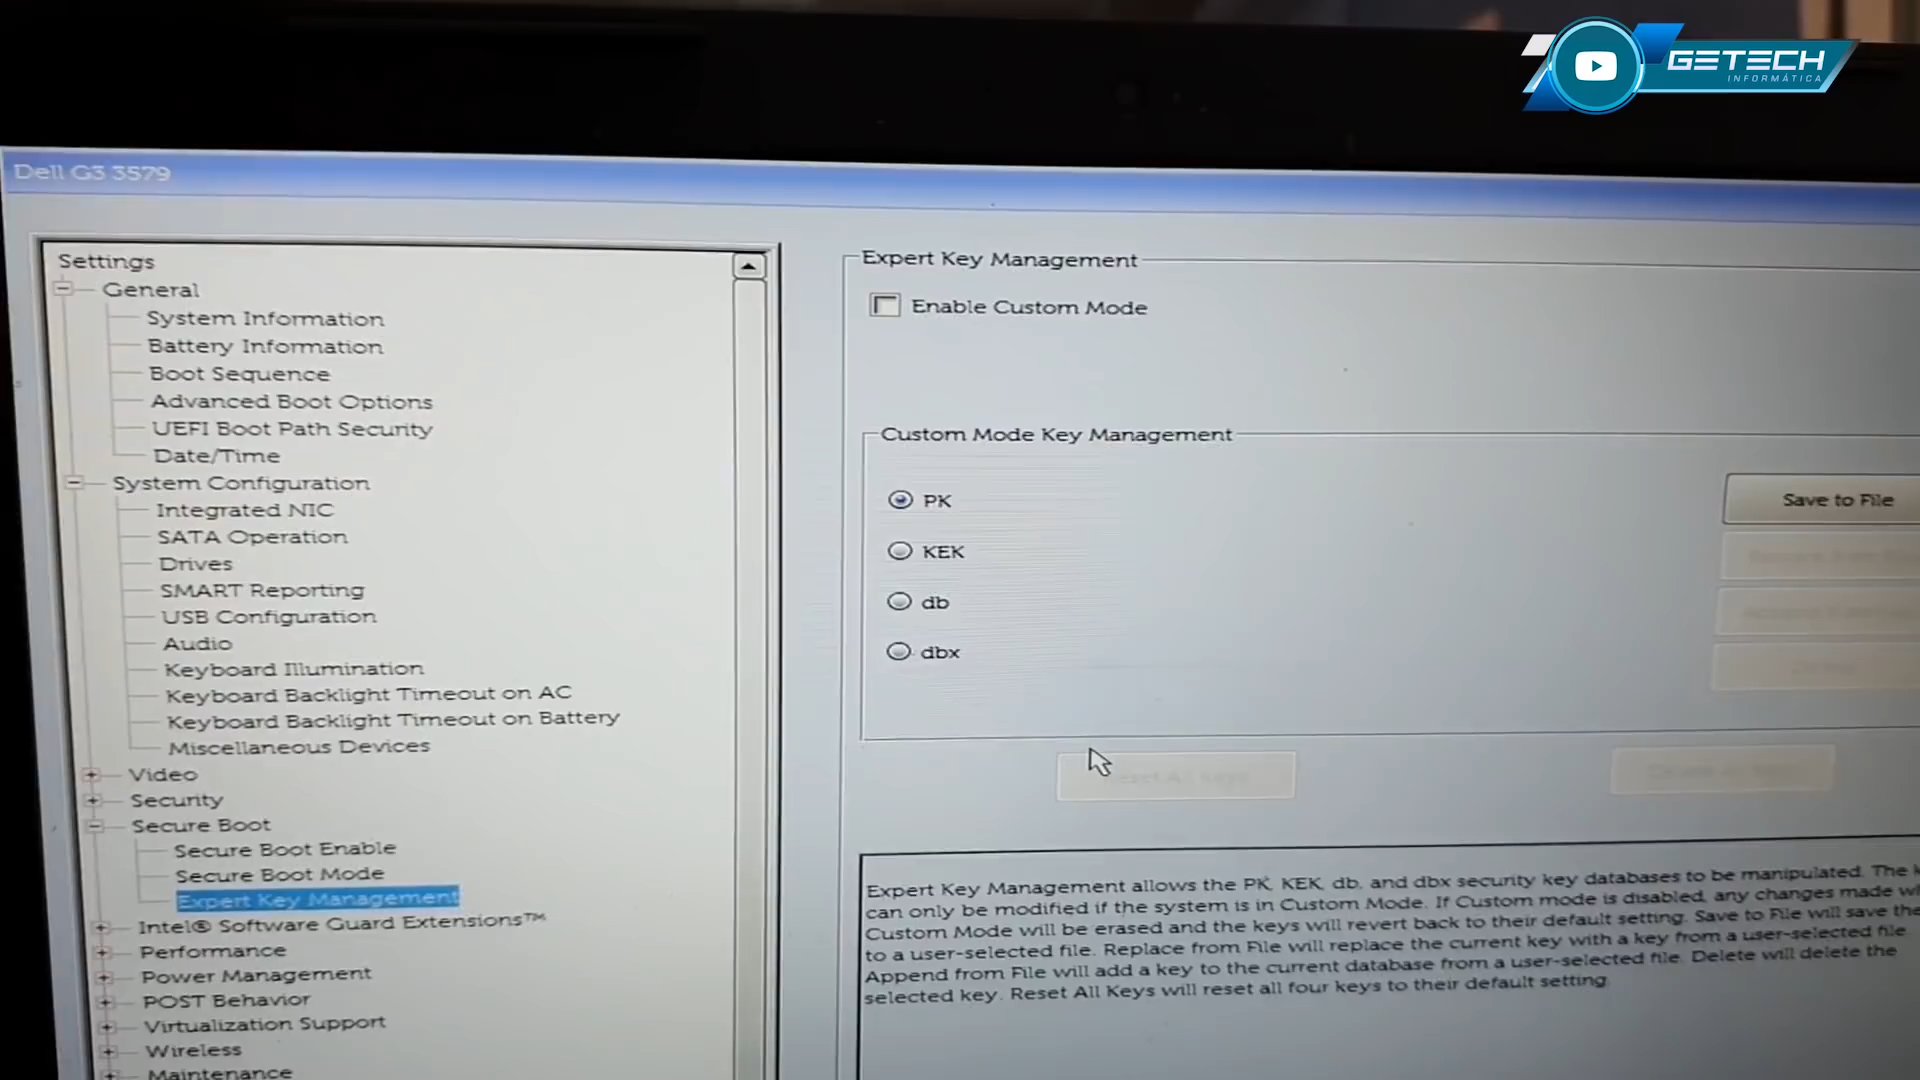 GETECH
INFORMÁTICA
Dell G3 3579
Settings
General
System Information
Battery Information
Boot Sequence
Advanced Boot Options
UEFI Boot Path Security
Date/Time
System Configuration
Integrated NIC
SATA Operation
Drives
SMART Reporting
USB Configuration
Audio
Keyboard Illumination
Keyboard Backlight Timeout on AC
Keyboard Backlight Timeout on Battery
Miscellaneous Devices
Video
Security
Secure Boot
Secure Boot Enable
Secure Boot Mode
Expert Key Management
Intel® Software Guard Extensions™
Performance
Power Management
POST Behavior
Virtualization Support
Wireless
Maintenance
Expert Key Management
Enable Custom Mode
Custom Mode Key Management
PK
KEK
db
dbx
Save to File
Expert Key Management allows the PK, KEK, db, and dbx security key databases to be manipulated. The
can only be modified if the system is in Custom Mode. If Custom mode is disabled, any changes made
Custom Mode will be erased and the keys will revert back to their default setting. Save to File will save the
to a user-selected file. Replace from File will replace the current key with a key from a user-selected file
Append from File will add a key to the current database from a user-selected file. Delete will delete the
selected key. Reset All Keys will reset all four keys to their default setting